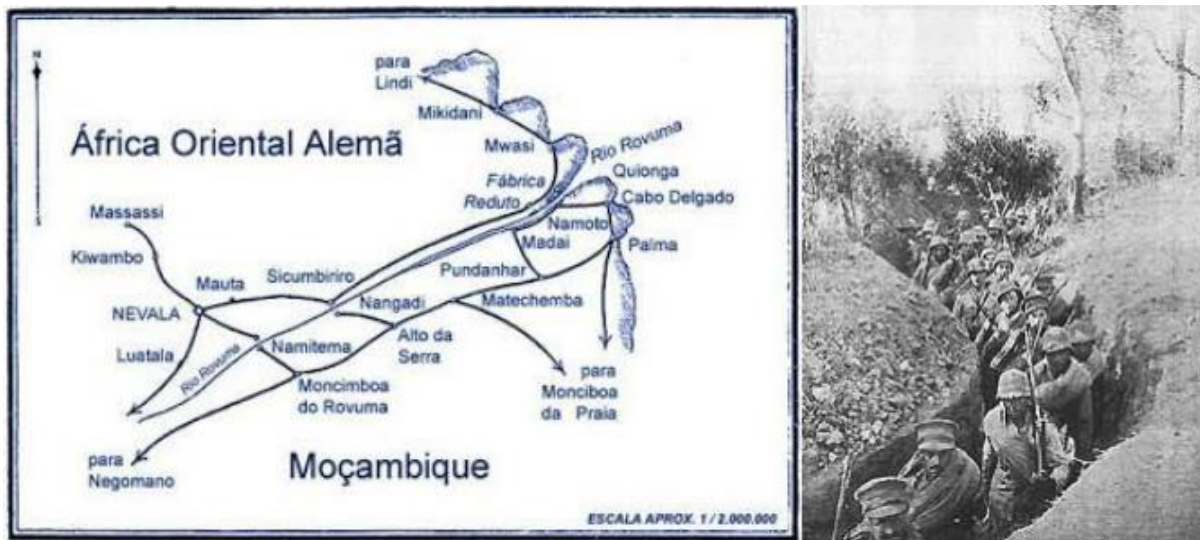 N
para
Lindi
Mikidani
África Oriental Alemã
Mwasi
Rio Rovuma
Fábrica
Quionga
Reduto
Cabo Delgado
Massassi
Namoto
Madai
Palma
Kiwambo
Sicumbiriro
Pundanhar
Mauta
Nangadi
Matechemba
NEVALA
Alto da
Serra
Luatala
Rio Rovuma
Namitema
Moncimboa
do Rovuma
para
Monciboa
da Praia
para
Negomano
Moçambique
ESCALA APROX. 1 / 2.000.000